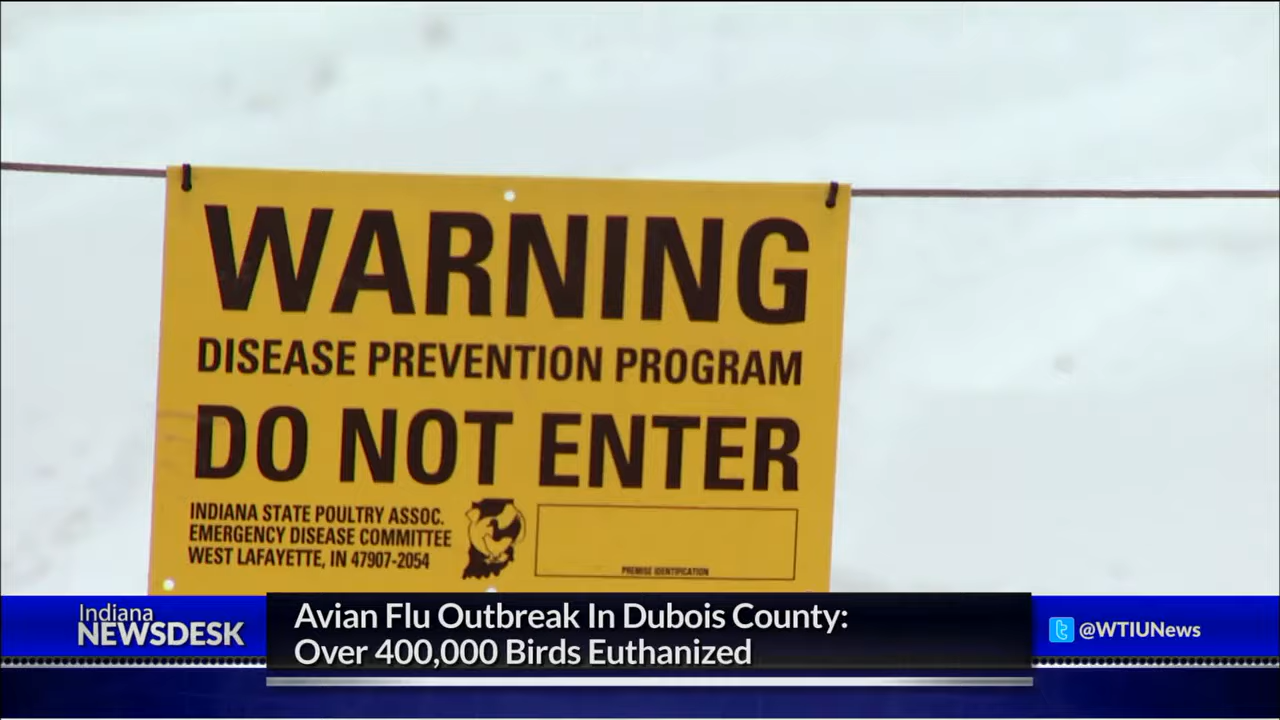 WARNING
DISEASE PREVENTION PROGRAM
DO NOT ENTER
INDIANA STATE POULTRY ASSOC.
EMERGENCY DISEASE COMMITTEE
WEST LAFAYETTE, IN 47907-2054
PREMISE IDENTIFICATION
Indiana
NEWSDESK
Avian Flu Outbreak In Dubois County:
Over 400,000 Birds Euthanized
@WTIUNews